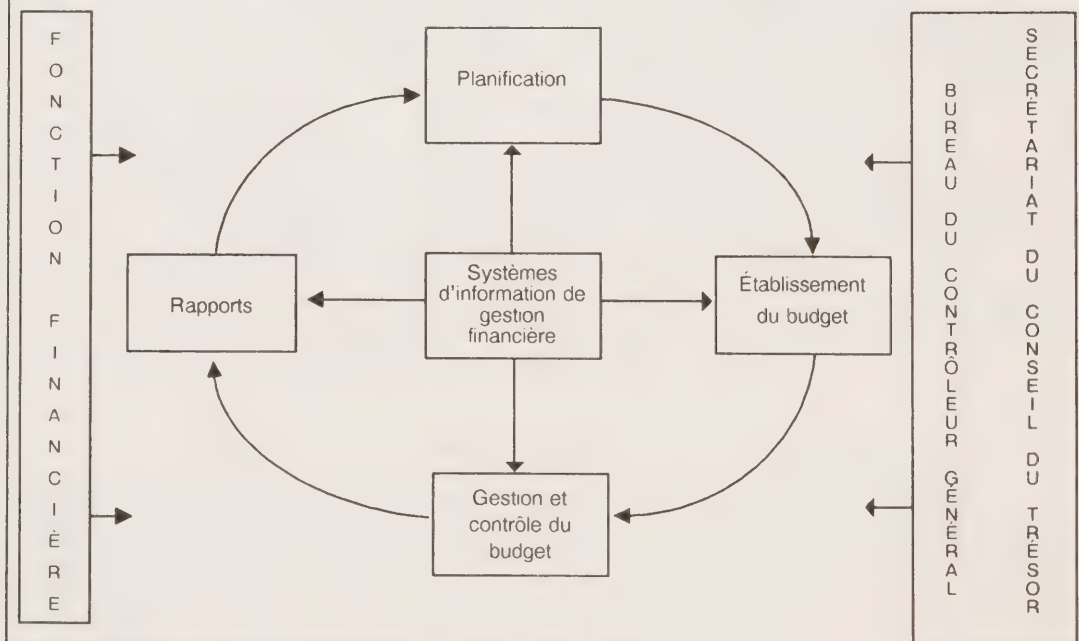 FONCTION FINANCIÈRE
Planification
Rapports
Systèmes
d'information de
gestion
financière
Établissement
du budget
Gestion et
contrôle du
budget
BUREAU DU CONTRÔLEUR GÉNÉRAL
SECRÉTARIAT DU CONSEIL DU TRÉSOR